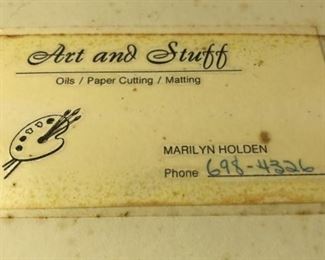 Art and Stuff
Oils / Paper Cutting / Matting
MARILYN HOLDEN
Phone 698-4326